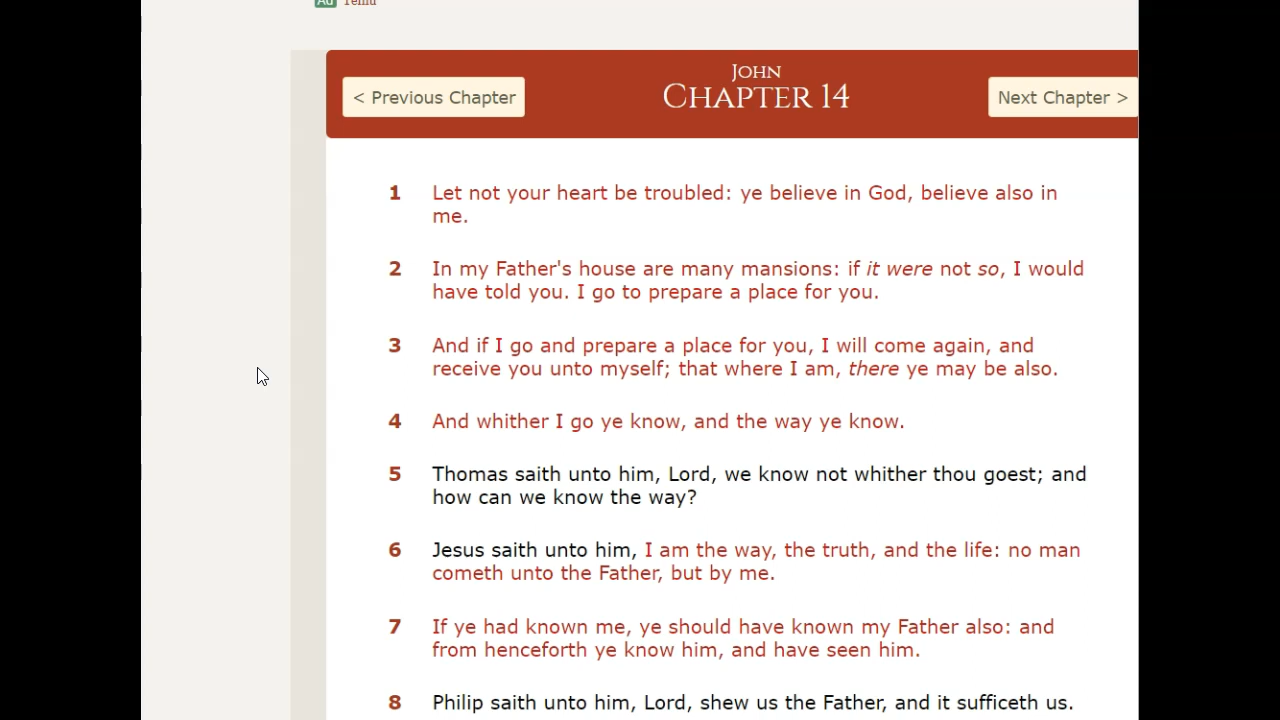 Ad Temu
John
Chapter 14
< Previous Chapter
Next Chapter >
1 Let not your heart be troubled: ye believe in God, believe also in
me.
2 In my Father's house are many mansions: if it were not so, I would
have told you. I go to prepare a place for you.
3 And if I go and prepare a place for you, I will come again, and
receive you unto myself; that where I am, there ye may be also.
4 And whither I go ye know, and the way ye know.
5 Thomas saith unto him, Lord, we know not whither thou goest; and
how can we know the way?
6 Jesus saith unto him, I am the way, the truth, and the life: no man
cometh unto the Father, but by me.
7 If ye had known me, ye should have known my Father also: and
from henceforth ye know him, and have seen him.
8 Philip saith unto him, Lord, shew us the Father, and it sufficeth us.